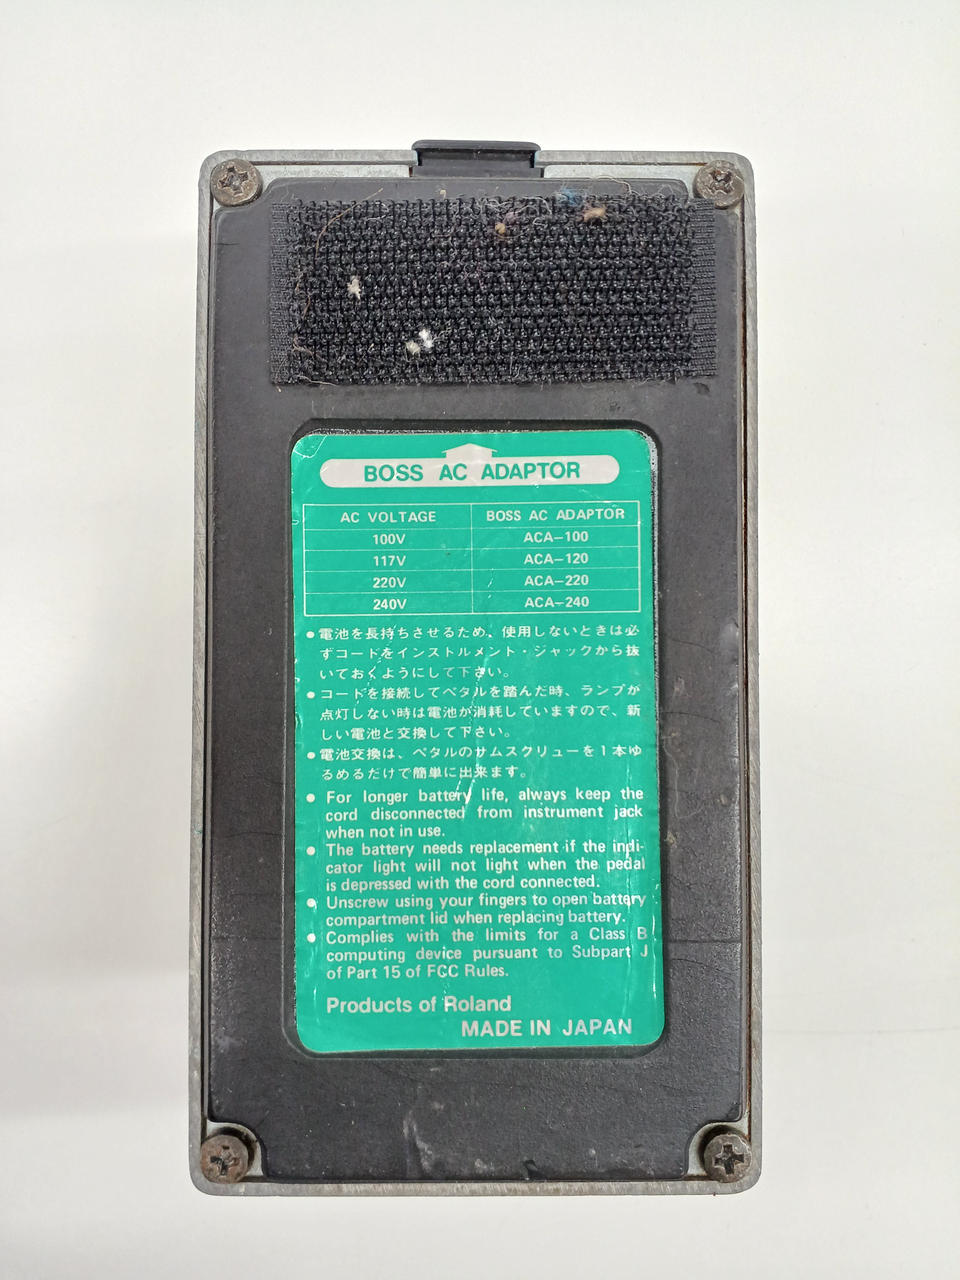 BOSS AC ADAPTOR
AC VOLTAGE BOSS AC ADAPTOR
100V ACA-100
117V ACA-120
220V ACA-220
240V ACA-240
●電池を長持ちさせるため、使用しないときは必
ずコードをインストルメント・ジャックから抜
いておくようにして下さい。
●コードを接続してペタルを踏んだ時、ランプが
点灯しない時は電池が消耗していますので、新
しい電池と交換して下さい。
●電池交換は、ペタルのサムスクリューを1本ゆ
るめるだけで簡単に出来ます。
● For longer battery life, always keep the
cord disconnected from instrument jack
when not in use.
● The battery needs replacement if the indi-
cator light will not light when the pedal
is depressed with the cord connected.
● Unscrew using your fingers to open battery
compartment lid when replacing battery.
● Complies with the limits for a Class B
computing device pursuant to Subpart J
of Part 15 of FCC Rules.
Products of Roland
MADE IN JAPAN